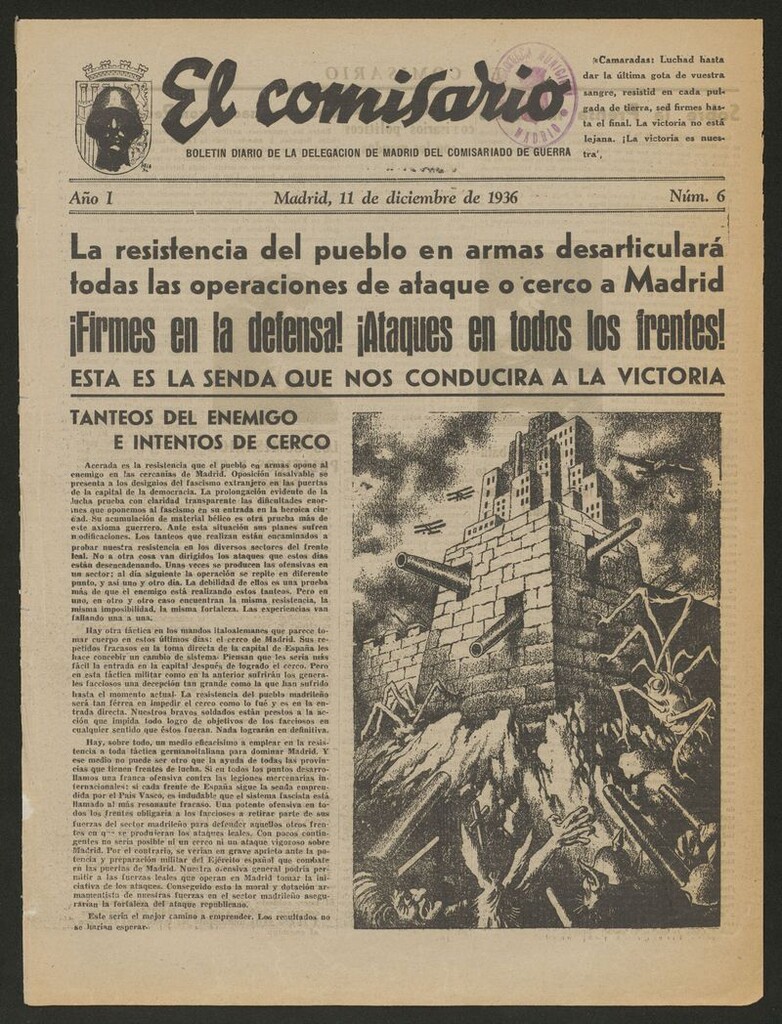 El comisario
BOLETIN DIARIO DE LA DELEGACION DE MADRID DEL COMISARIADO DE GUERRA
«Camaradas: Luchad hasta
dar la última gota de vuestra
sangre, resistid en cada pul-
gada de tierra, sed firmes has-
ta el final. La victoria no está
lejana. ¡La victoria es nues-
tra',
BIBLIOTECA MUNICIPAL
MADRID
Año I
Madrid, 11 de diciembre de 1936
Núm. 6
La resistencia del pueblo en armas desarticulará
todas las operaciones de ataque o cerco a Madrid
¡Firmes en la defensa! ¡Ataques en todos los frentes!
ESTA ES LA SENDA QUE NOS CONDUCIRA A LA VICTORIA
TANTEOS DEL ENEMIGO
E INTENTOS DE CERCO
Acerada es la resistencia que el pueblo en armas opone al
enemigo en las cercanías de Madrid. Oposición insalvable se
presenta a los designios del fascismo extranjero en las puertas
de la capital de la democracia. La prolongación evidente de la
lucha prueba con claridad transparente las dificultades enor-
mes que oponemos al fascismo en su entrada en la heroica ciu-
dad. Su acumulación de material bélico es otra prueba más de
este axioma guerrero. Ante esta situación sus planes sufren
modificaciones. Los tanteos que realizan están encaminados a
probar nuestra resistencia en los diversos sectores del frente
leal. No a otra cosa van dirigidos los ataques que estos días
están desencadenando. Unas veces se producen las ofensivas en
un sector; al día siguiente la operación se repite en diferente
punto, y así uno y otro día. La debilidad de ellos es una prueba
más de que el enemigo está realizando estos tanteos. Pero en
uno, en otro y otro caso encuentran la misma resistencia, la
misma imposibilidad, la misma fortaleza. Las experiencias van
fallando una a una.
Hay otra táctica en los mandos italoalemanes que parece to-
mar cuerpo en estos últimos días: el cerco de Madrid. Sus re-
petidos fracasos en la toma directa de la capital de España les
hace concebir un cambio de sistema. Piensan que les sería más
fácil la entrada en la capital después de logrado el cerco. Pero
en esta táctica militar como en la anterior sufrirán los genera-
les facciosos una decepción tan grande como la que han sufrido
hasta el momento actual. La resistencia del pueblo madrileño
será tan férrea en impedir el cerco como lo fué y es en la en-
trada directa. Nuestros bravos soldados están prestos a la ac-
ción que impida todo logro de objetivos de los facciosos en
cualquier sentido que éstos fueran. Nada lograrán en definitiva.
Hay, sobre todo, un medio eficacísimo a emplear en la resis-
tencia a toda táctica germanoitaliana para dominar Madrid. Y
ese medio no puede ser otro que la ayuda de todas las provin-
cias que tienen frentes de lucha. Si en todos los puntos desarro-
llamos una franca ofensiva contra las legiones mercenarias in-
ternacionales; si cada frente de España sigue la senda empren-
dida por el País Vasco, es indudable que el sistema fascista está
llamado al más resonante fracaso. Una potente ofensiva en to-
dos los frentes obligaría a los facciosos a retirar parte de sus
fuerzas del sector madrileño para defender aquellos otros fren-
tes en que se produjeran los ataques leales. Con pocos contin-
gentes no sería posible ni un cerco ni un ataque vigoroso sobre
Madrid. Por el contrario, se verían en grave aprieto ante la po-
tencia y preparación militar del Ejército español que combate
en las puertas de Madrid. Nuestra ofensiva general podría per-
mitir a las fuerzas leales que operan en Madrid tomar la ini-
ciativa de los ataques. Conseguido esto la moral y dotación ar-
mamentista de nuestras fuerzas en el sector madrileño asegu-
rarían la fortaleza del ataque republicano.
Este sería el mejor camino a emprender. Los resultados no
se harían esperar.